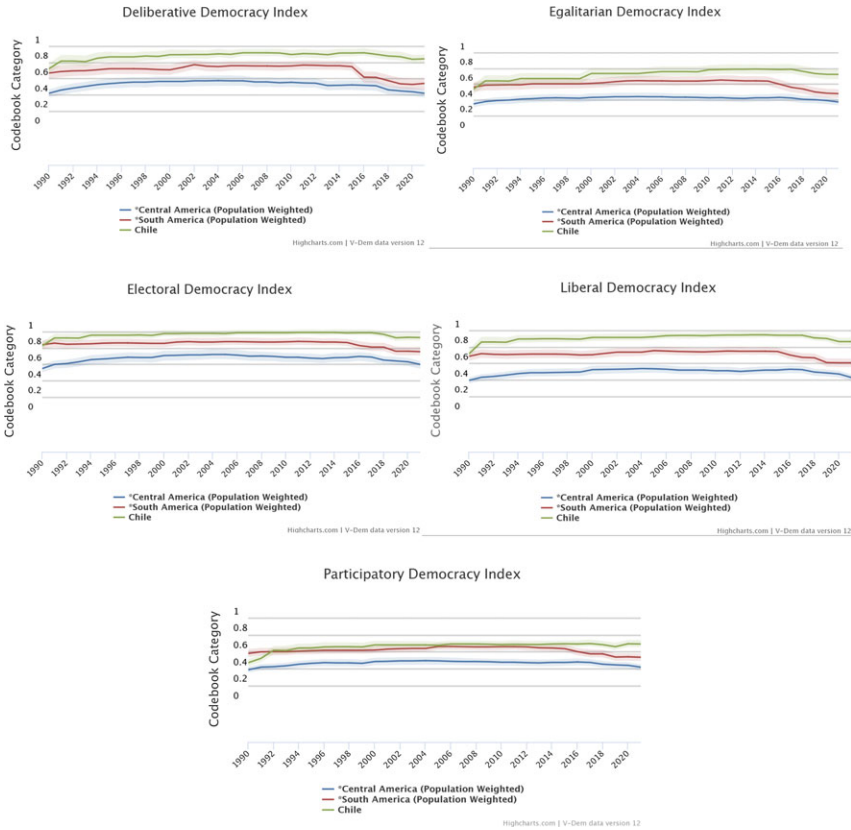 Deliberative Democracy Index
Codebook Category
1
0.8
0.6
0.4
0.2
0
1990 1992 1994 1996 1998 2000 2002 2004 2006 2008 2010 2012 2014 2016 2018 2020
*Central America (Population Weighted)
*South America (Population Weighted)
Chile
Highcharts.com | V-Dem data version 12
Egalitarian Democracy Index
Codebook Category
1
0.8
0.6
0.4
0.2
0
1990 1992 1994 1996 1998 2000 2002 2004 2006 2008 2010 2012 2014 2016 2018 2020
*Central America (Population Weighted)
*South America (Population Weighted)
Chile
Highcharts.com | V-Dem data version 12
Electoral Democracy Index
Codebook Category
1
0.8
0.6
0.4
0.2
0
1990 1992 1994 1996 1998 2000 2002 2004 2006 2008 2010 2012 2014 2016 2018 2020
*Central America (Population Weighted)
*South America (Population Weighted)
Chile
Highcharts.com | V-Dem data version 12
Liberal Democracy Index
Codebook Category
1
0.8
0.6
0.4
0.2
0
1990 1992 1994 1996 1998 2000 2002 2004 2006 2008 2010 2012 2014 2016 2018 2020
*Central America (Population Weighted)
*South America (Population Weighted)
Chile
Highcharts.com | V-Dem data version 12
Participatory Democracy Index
Codebook Category
1
0.8
0.6
0.4
0.2
0
1990 1992 1994 1996 1998 2000 2002 2004 2006 2008 2010 2012 2014 2016 2018 2020
*Central America (Population Weighted)
*South America (Population Weighted)
Chile
Highcharts.com | V-Dem data version 12